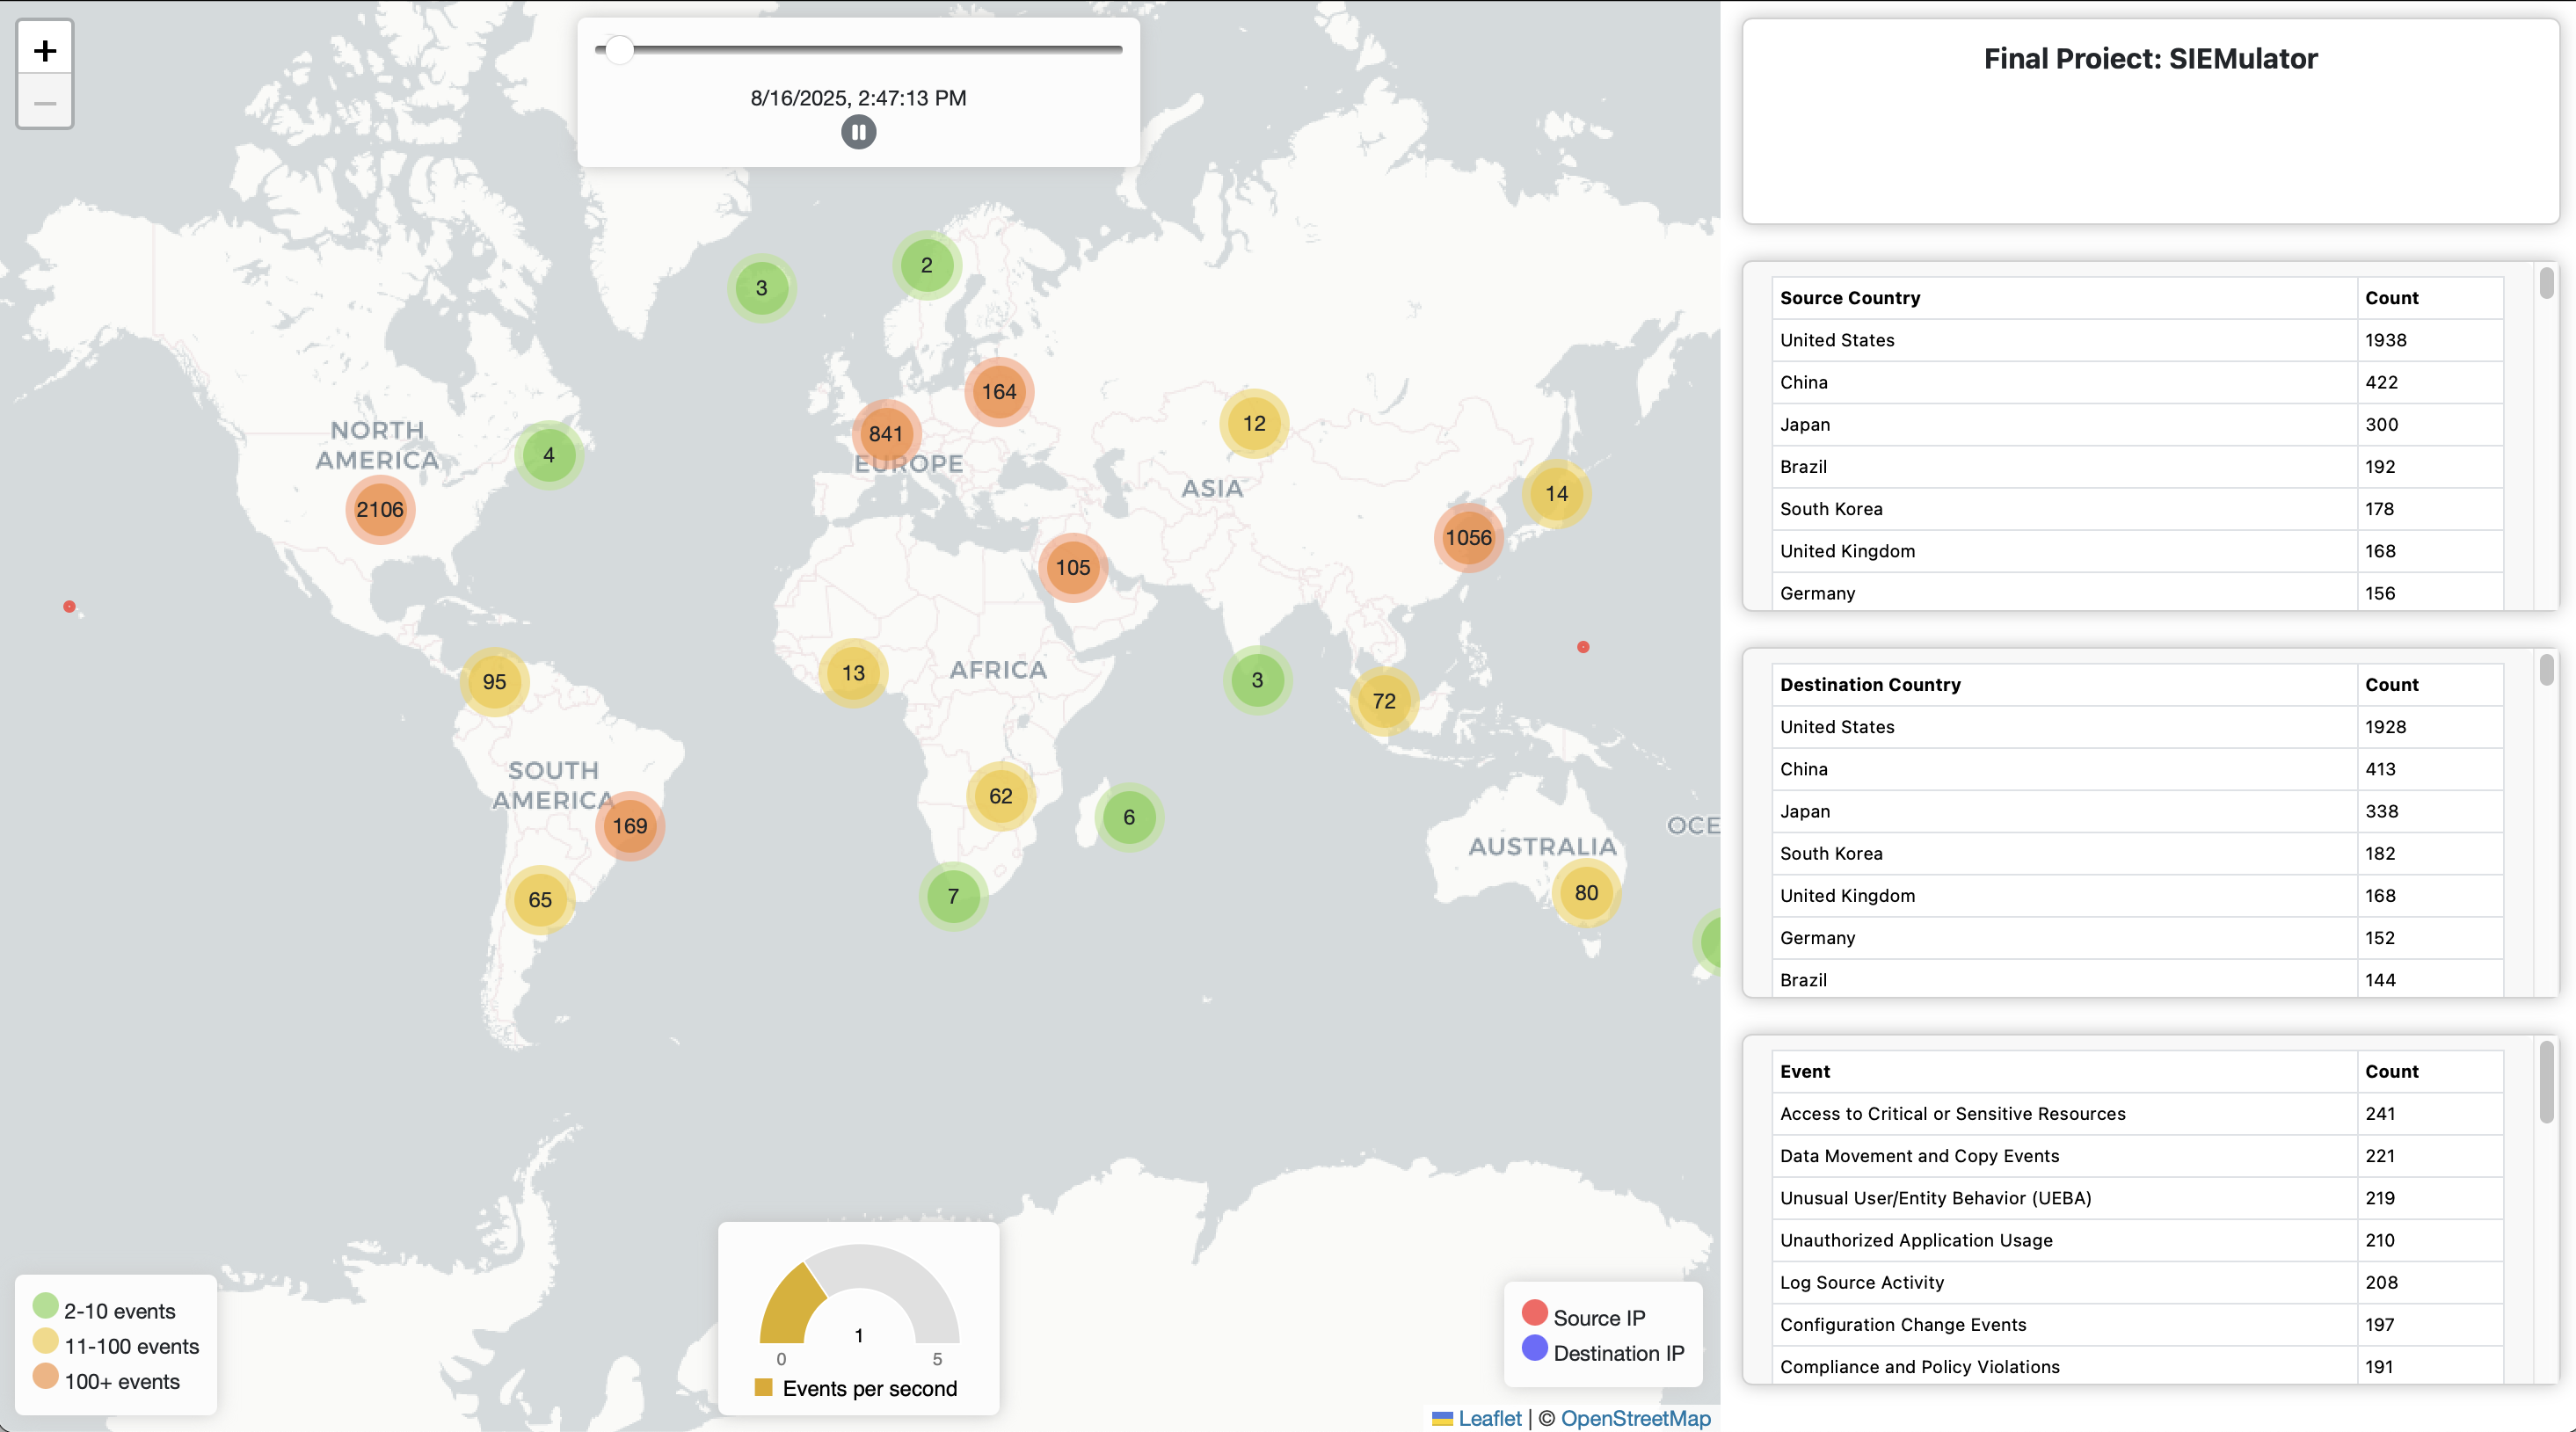 +
−
8/16/2025, 2:47:13 PM
3
2
164
841
EUROPE
12
ASIA
14
1056
NORTH
AMERICA
4
2106
105
95
13
AFRICA
3
72
SOUTH
AMERICA
169
62
6
OCE
AUSTRALIA
65
7
80
2-10 events
11-100 events
100+ events
1
0 5
Events per second
Source IP
Destination IP
Leaflet | © OpenStreetMap
Final Project: SIEMulator
Source Country Count
United States 1938
China 422
Japan 300
Brazil 192
South Korea 178
United Kingdom 168
Germany 156
Destination Country Count
United States 1928
China 413
Japan 338
South Korea 182
United Kingdom 168
Germany 152
Brazil 144
Event Count
Access to Critical or Sensitive Resources 241
Data Movement and Copy Events 221
Unusual User/Entity Behavior (UEBA) 219
Unauthorized Application Usage 210
Log Source Activity 208
Configuration Change Events 197
Compliance and Policy Violations 191